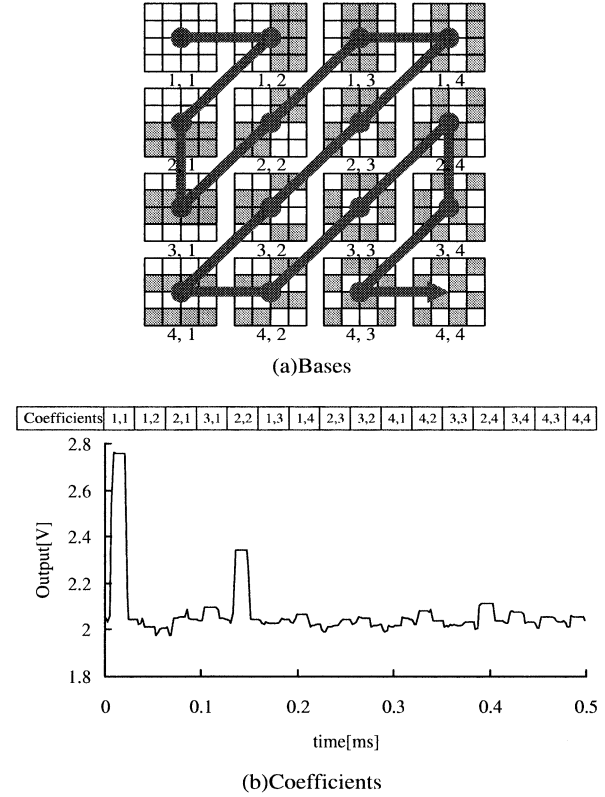 1, 1 1, 2 1, 3 1, 4
2, 1 2, 2 2, 3 2, 4
3, 1 3, 2 3, 3 3, 4
4, 1 4, 2 4, 3 4, 4
(a)Bases
Coefficients 1,1 1,2 2,1 3,1 2,2 1,3 1,4 2,3 3,2 4,1 4,2 3,3 2,4 3,4 4,3 4,4
2.8
2.6
2.4
2.2
2
1.8
Output[V]
0 0.1 0.2 0.3 0.4 0.5
time[ms]
(b)Coefficients